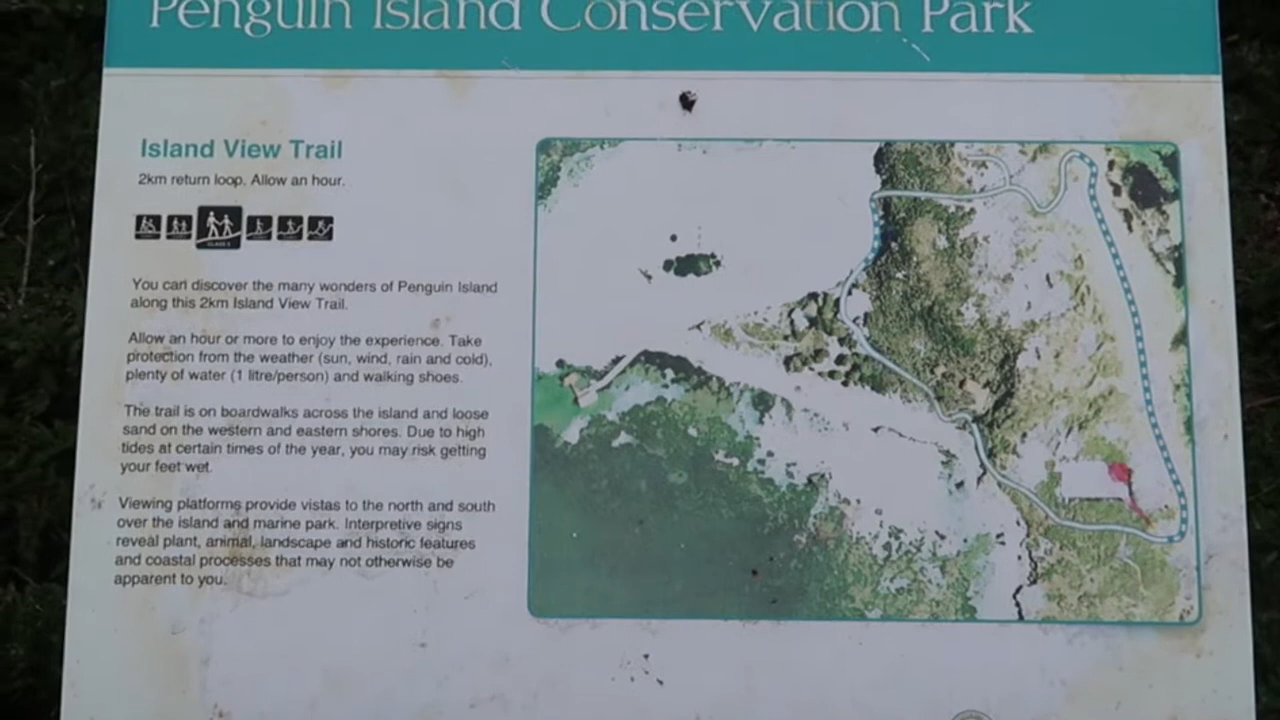 Penguin Island Conservation Park
Island View Trail
2km return loop. Allow an hour.
You can discover the many wonders of Penguin Island
along this 2km Island View Trail.
Allow an hour or more to enjoy the experience. Take
protection from the weather (sun, wind, rain and cold),
plenty of water (1 litre/person) and walking shoes.
The trail is on boardwalks across the island and loose
sand on the western and eastern shores. Due to high
tides at certain times of the year, you may risk getting
your feet wet.
Viewing platforms provide vistas to the north and south
over the island and marine park. Interpretive signs
reveal plant, animal, landscape and historic features
and coastal processes that may not otherwise be
apparent to you.